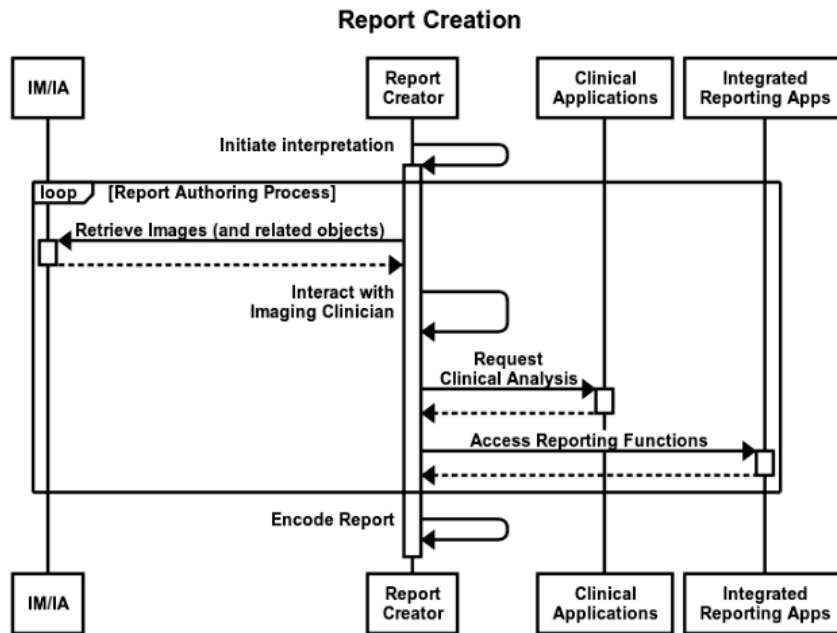 Report Creation
IM/IA
Report
Creator
Clinical
Applications
Integrated
Reporting Apps
Initiate interpretation
loop
[Report Authoring Process]
Retrieve Images (and related objects)
Interact with
Imaging Clinician
Request
Clinical Analysis
Access Reporting Functions
Encode Report
IM/IA
Report
Creator
Clinical
Applications
Integrated
Reporting Apps